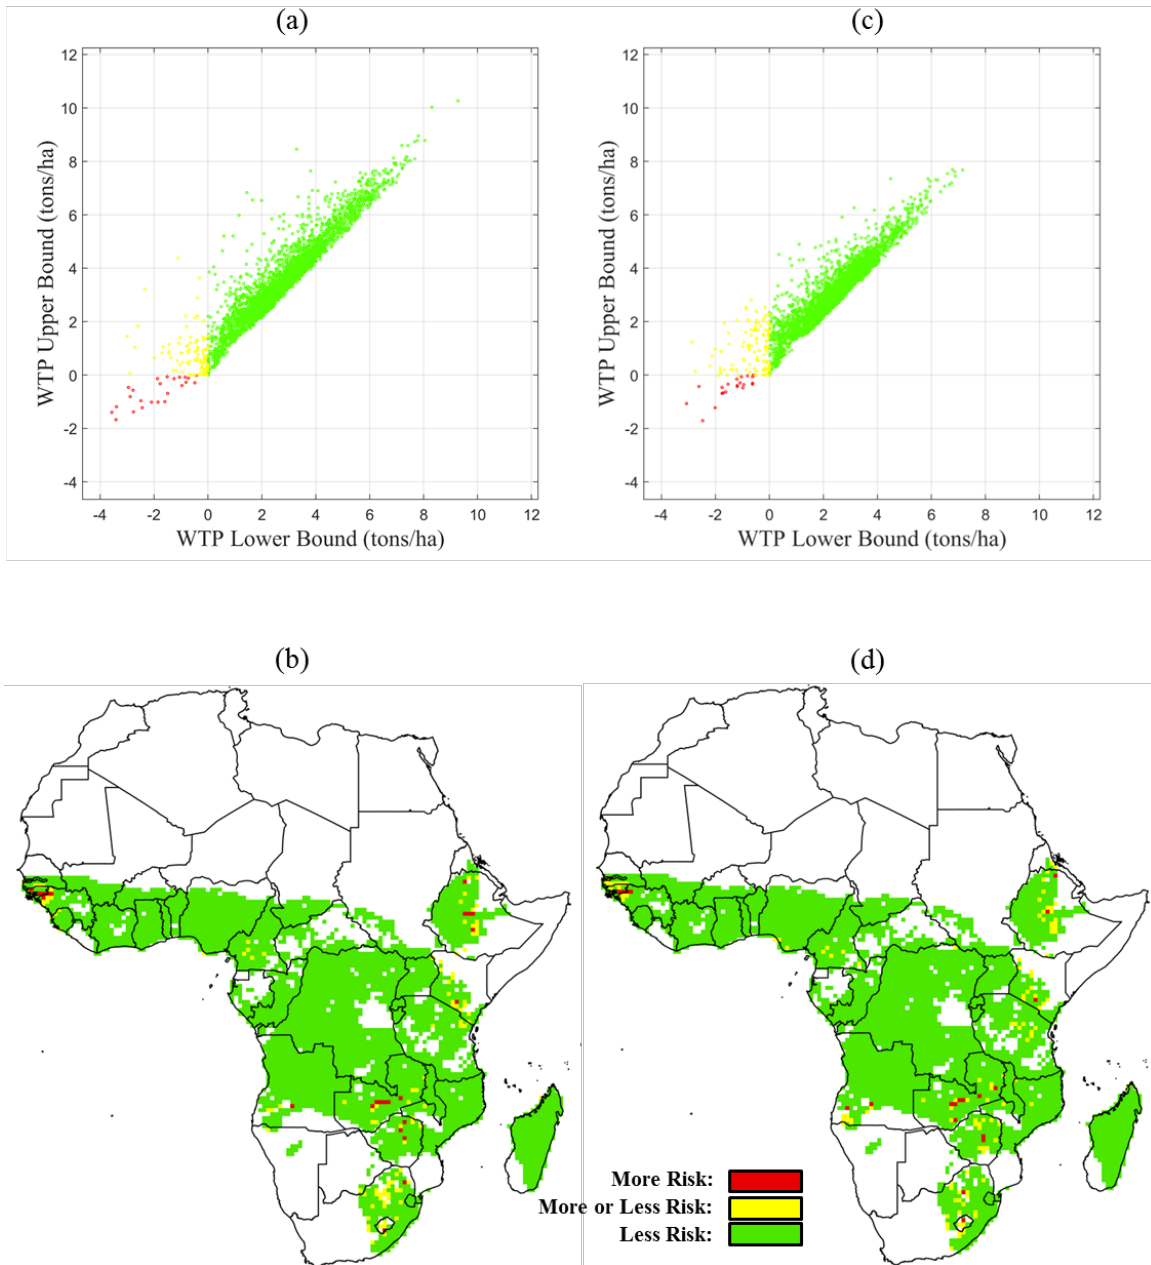 (a)
(c)
12
10
8
6
4
2
0
-2
-4
WTP Upper Bound (tons/ha)
-4 -2 0 2 4 6 8 10 12
WTP Lower Bound (tons/ha)
12
10
8
6
4
2
0
-2
-4
WTP Upper Bound (tons/ha)
-4 -2 0 2 4 6 8 10 12
WTP Lower Bound (tons/ha)
(b)
(d)
More Risk:
More or Less Risk:
Less Risk: